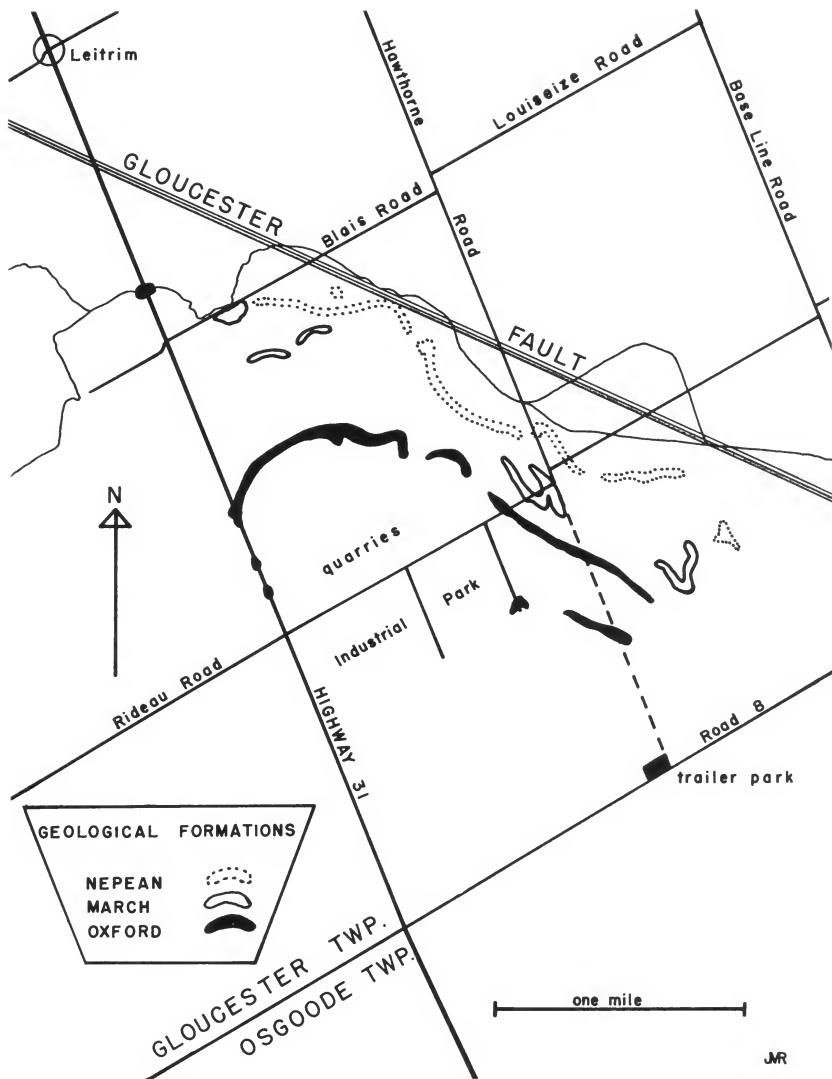 Leitrim
Hawthorne
Road
Louiseize Road
Base Line Road
GLOUCESTER
FAULT
Blais Road
N
quarries
Industrial
Park
Rideau Road
HIGHWAY 31
Road 8
trailer park
GEOLOGICAL FORMATIONS
NEPEAN
MARCH
OXFORD
GLOUCESTER TWP.
OSGOODE TWP.
one mile
JMR